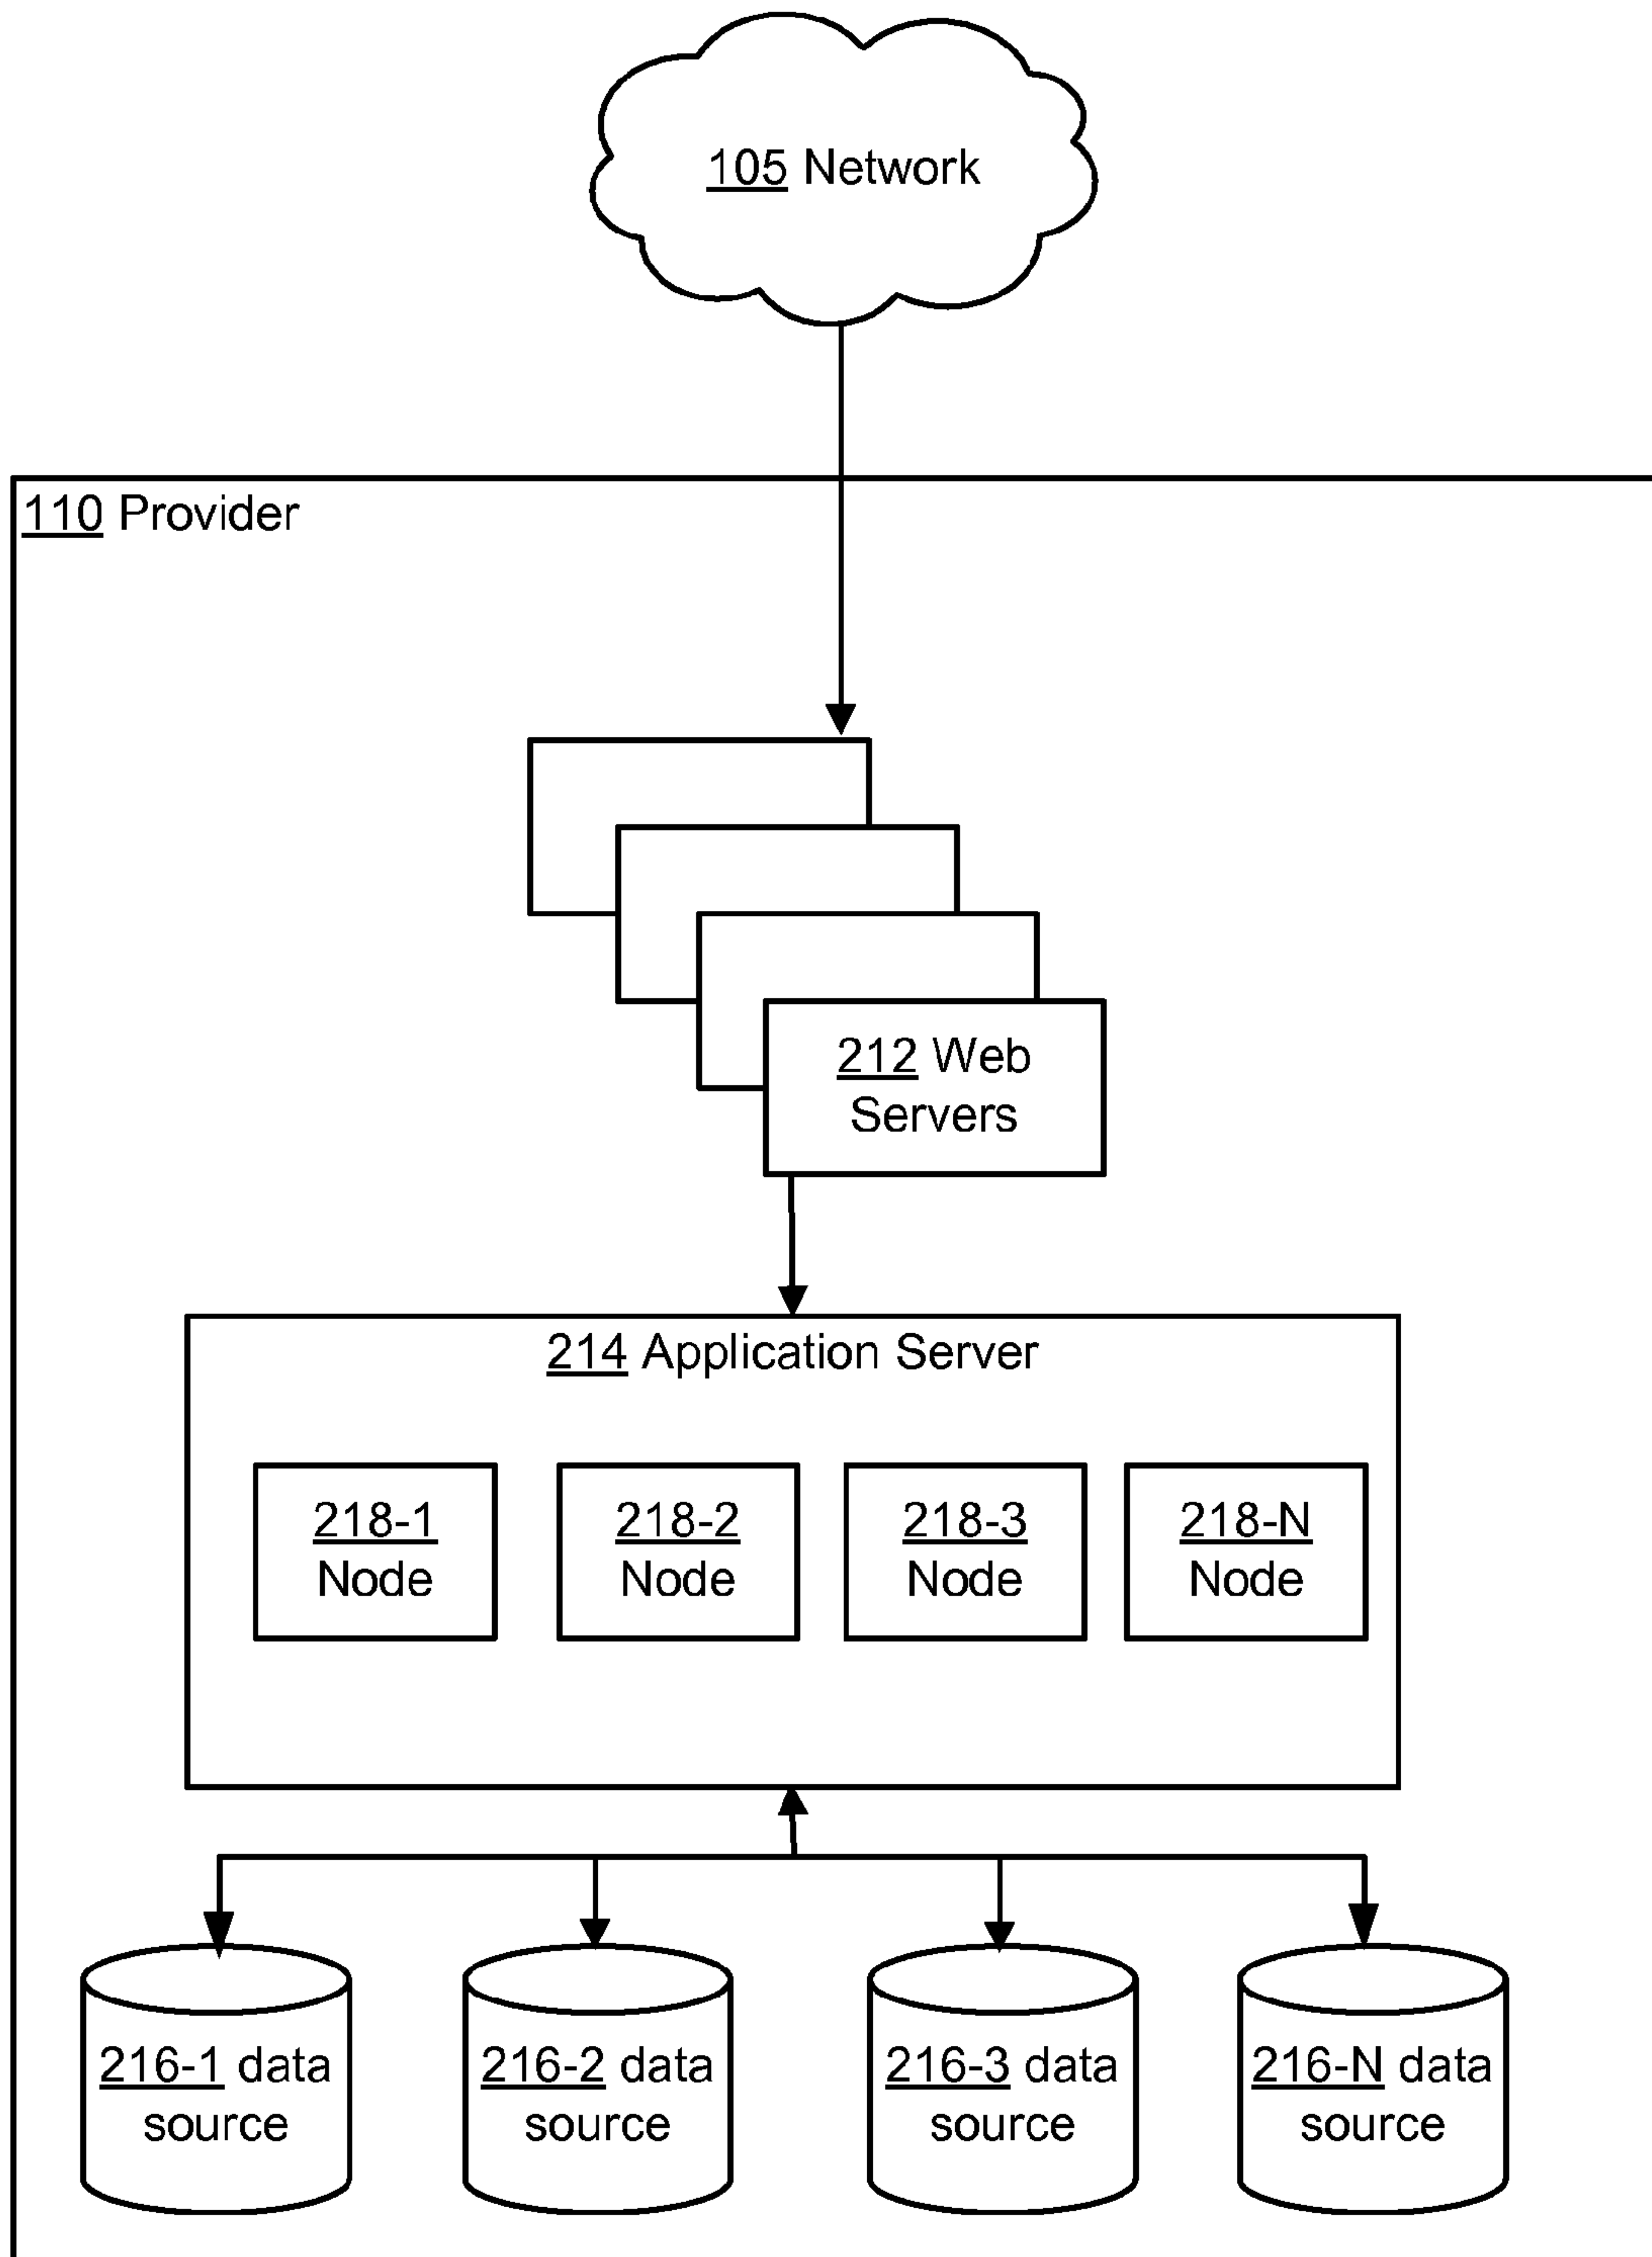 105 Network
110 Provider
212 Web
Servers
214 Application Server
218-1
Node
218-2
Node
218-3
Node
218-N
Node
216-1 data
source
216-2 data
source
216-3 data
source
216-N data
source